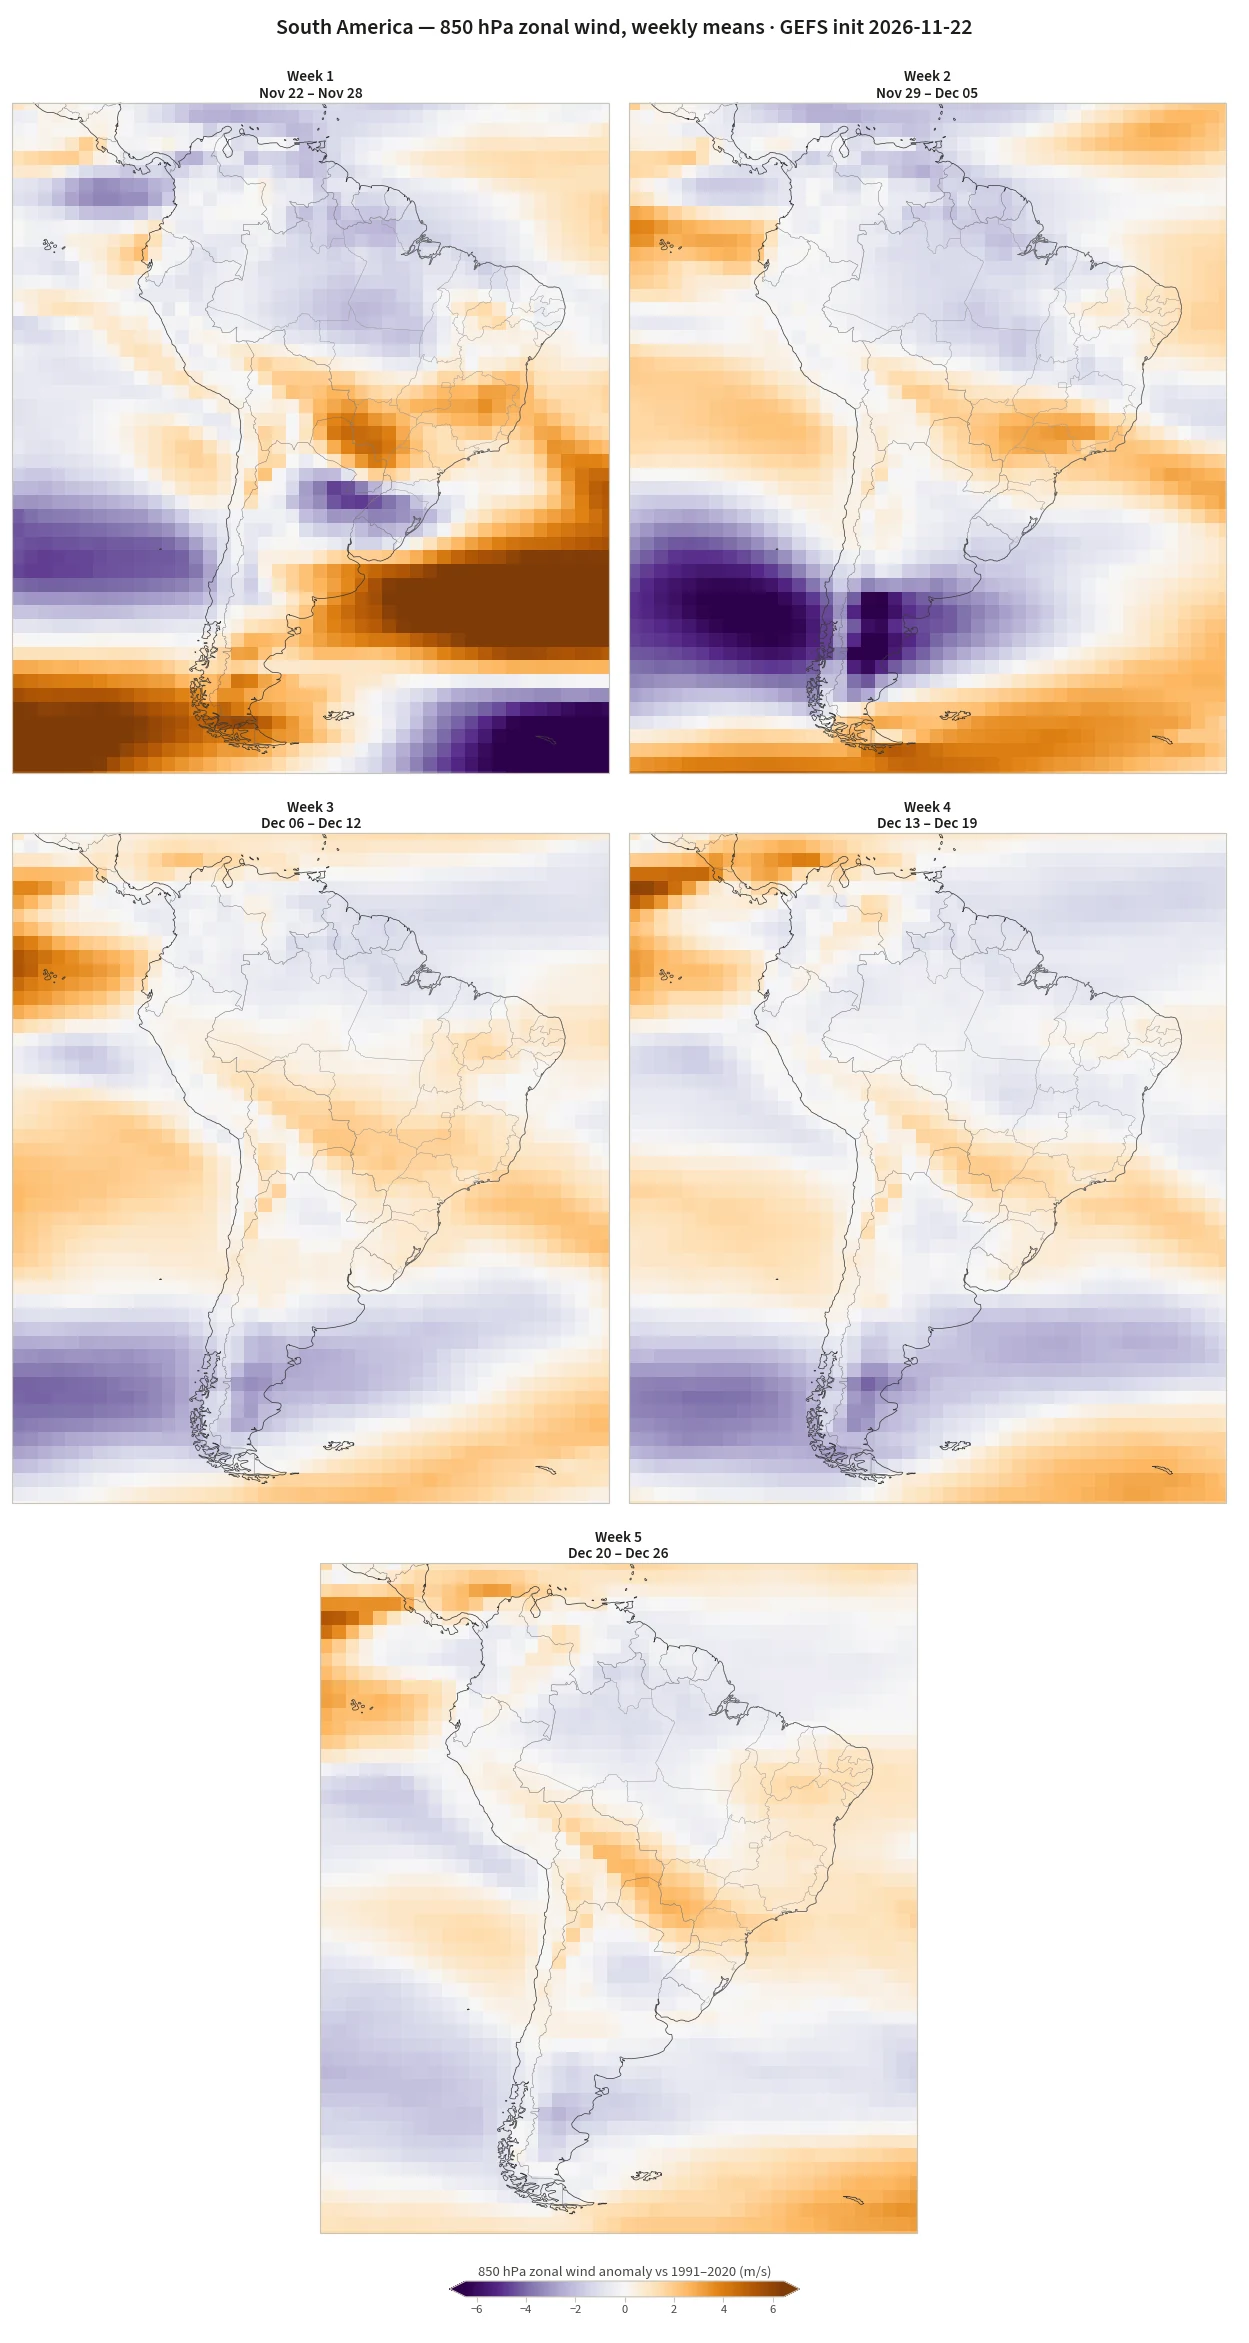 South America — 850 hPa zonal wind, weekly means · GEFS init 2026-11-22
Week 1
Nov 22 – Nov 28
Week 2
Nov 29 – Dec 05
Week 3
Dec 06 – Dec 12
Week 4
Dec 13 – Dec 19
Week 5
Dec 20 – Dec 26
850 hPa zonal wind anomaly vs 1991–2020 (m/s)
−6 −4 −2 0 2 4 6